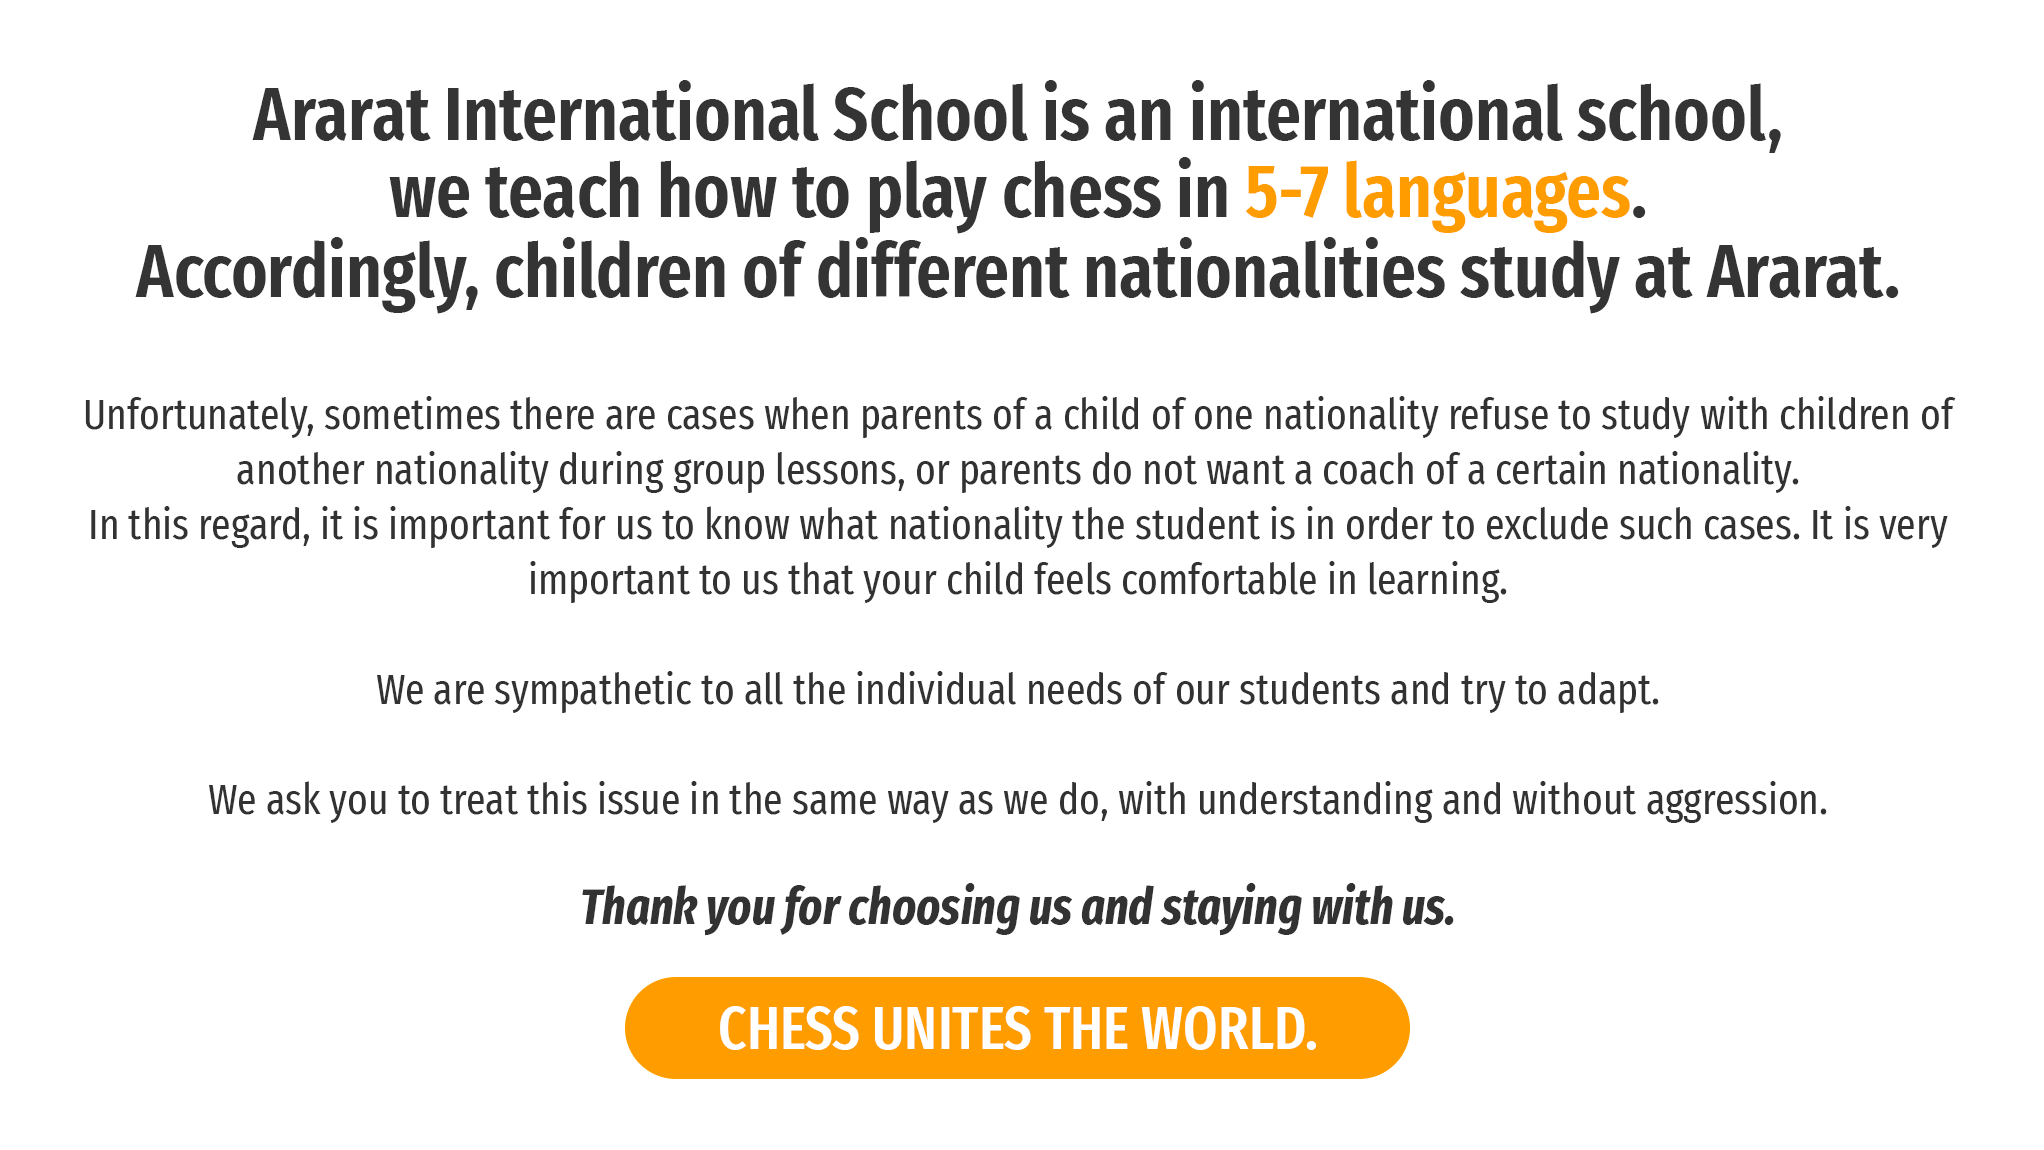 Ararat International School is an international school,
we teach how to play chess in 5-7 languages.
Accordingly, children of different nationalities study at Ararat.
Unfortunately, sometimes there are cases when parents of a child of one nationality refuse to study with children of
another nationality during group lessons, or parents do not want a coach of a certain nationality.
In this regard, it is important for us to know what nationality the student is in order to exclude such cases. It is very
important to us that your child feels comfortable in learning.
We are sympathetic to all the individual needs of our students and try to adapt.
We ask you to treat this issue in the same way as we do, with understanding and without aggression.
Thank you for choosing us and staying with us.
CHESS UNITES THE WORLD.